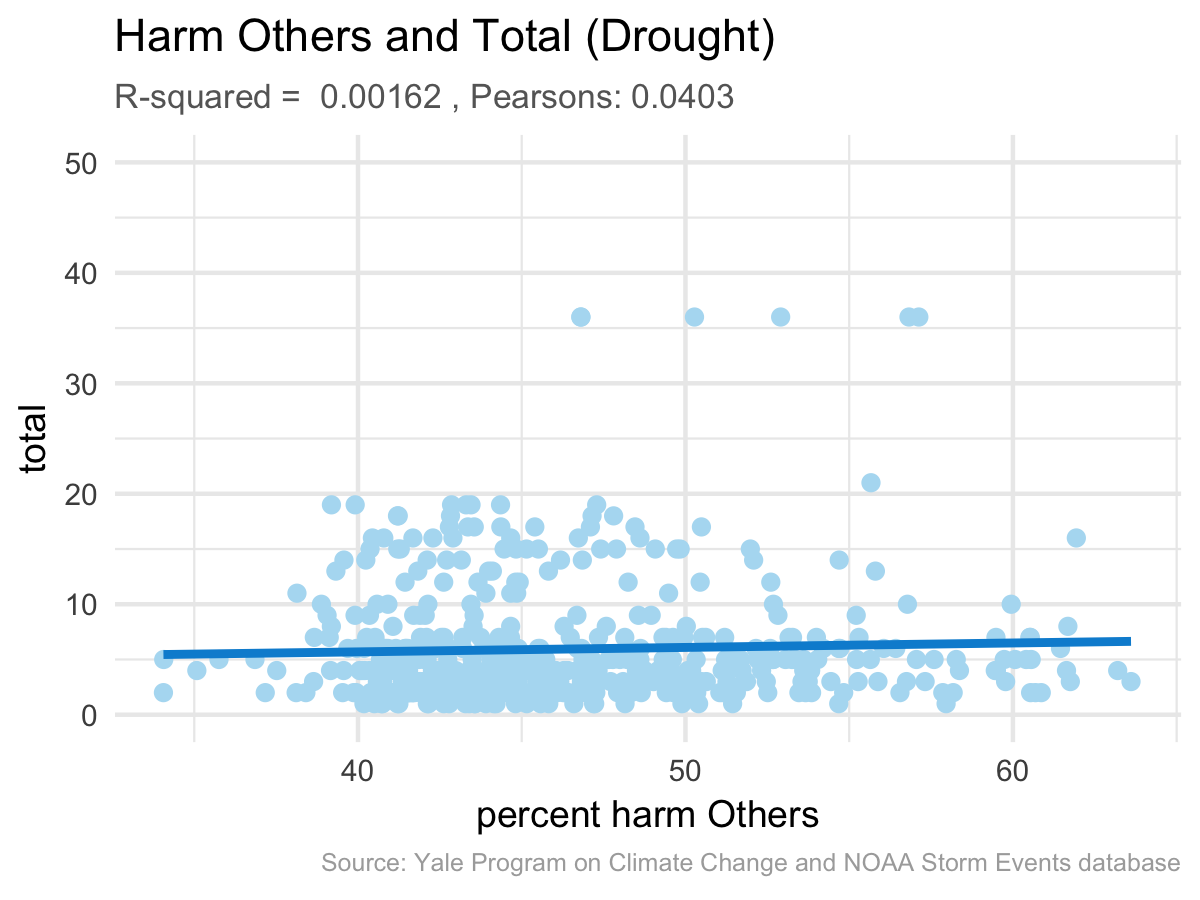 Harm Others and Total (Drought)
R-squared =  0.00162 , Pearsons: 0.0403
50
40
30
20
10
0
total
40 50 60
percent harm Others
Source: Yale Program on Climate Change and NOAA Storm Events database